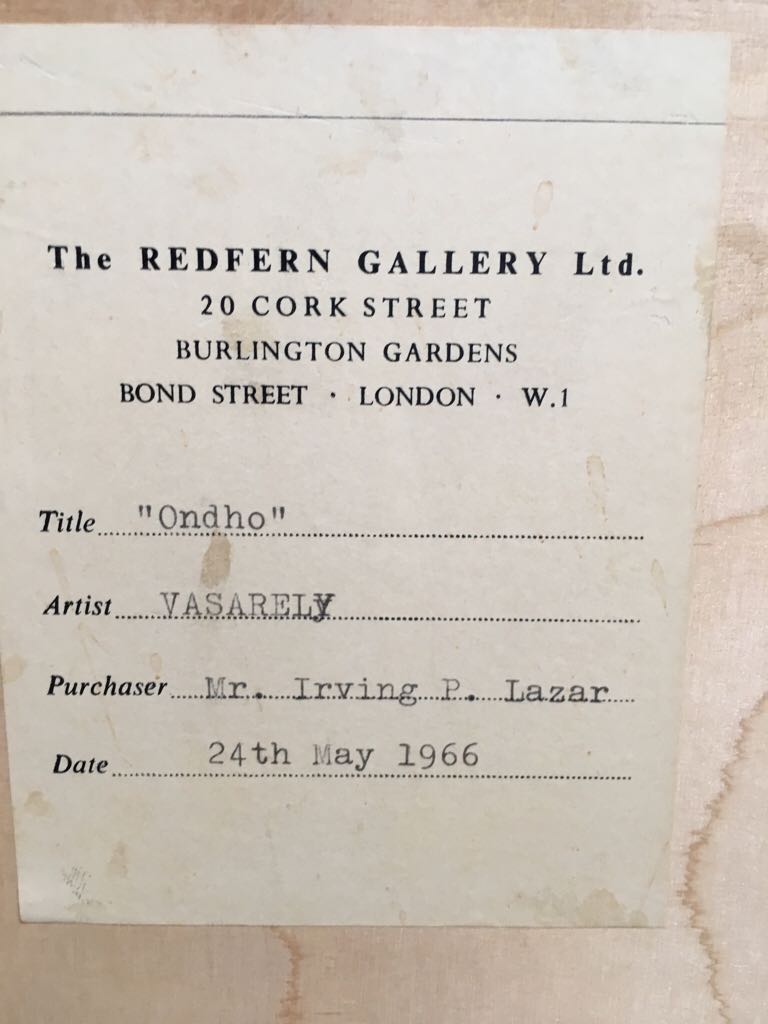 The REDFERN GALLERY Ltd.
20 CORK STREET
BURLINGTON GARDENS
BOND STREET · LONDON · W.1
Title "Ondho"
Artist VASARELY
Purchaser Mr. Irving P. Lazar
Date 24th May 1966